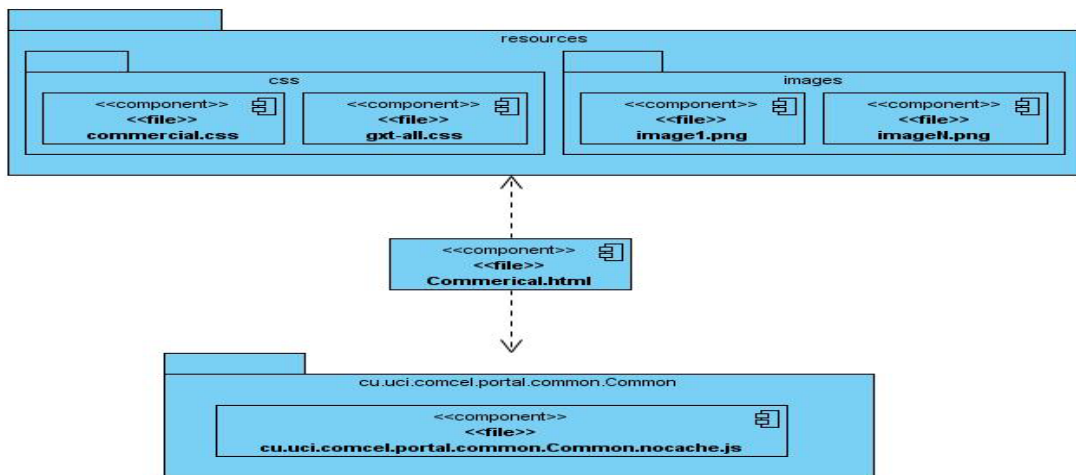 resources
css
<<component>>
<<file>>
commercial.css
<<component>>
<<file>>
gxt-all.css
images
<<component>>
<<file>>
image1.png
<<component>>
<<file>>
imageN.png
<<component>>
<<file>>
Commerical.html
cu.uci.comcel.portal.common.Common
<<component>>
<<file>>
cu.uci.comcel.portal.common.Common.nocache.js